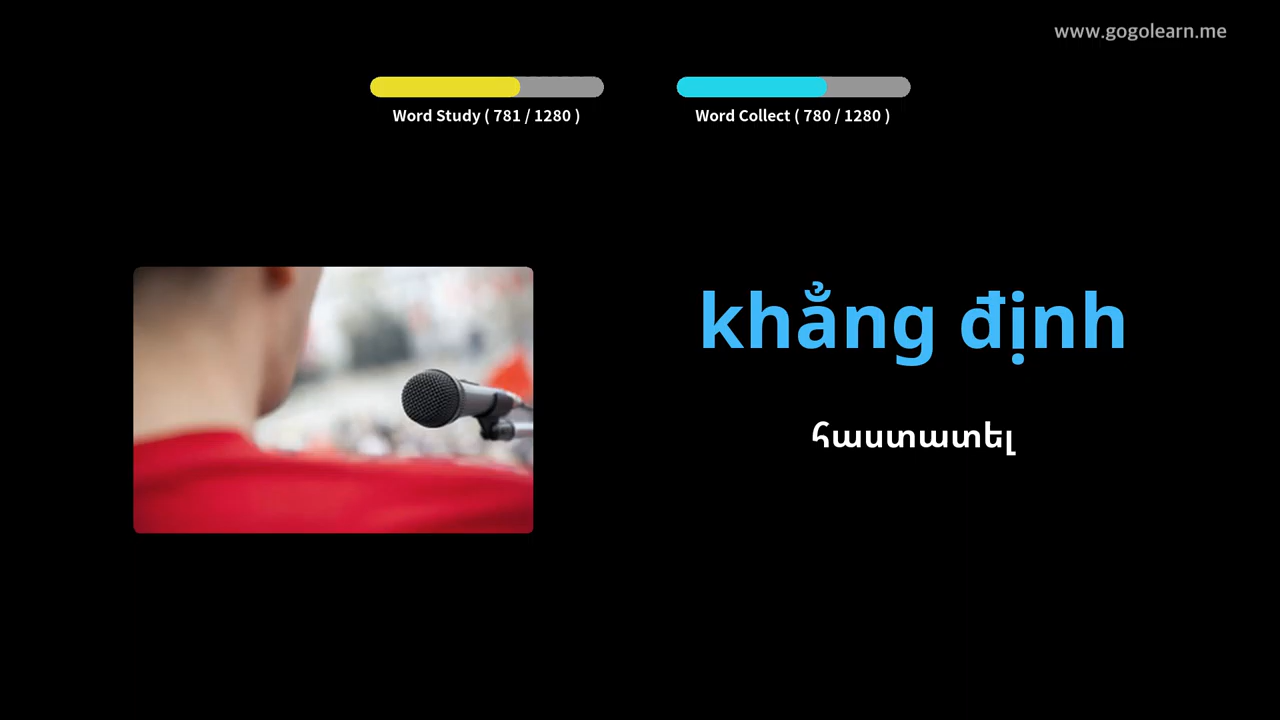 www.gogolearn.me
Word Study ( 781 / 1280 )
Word Collect ( 780 / 1280 )
khẳng định
հաստատել